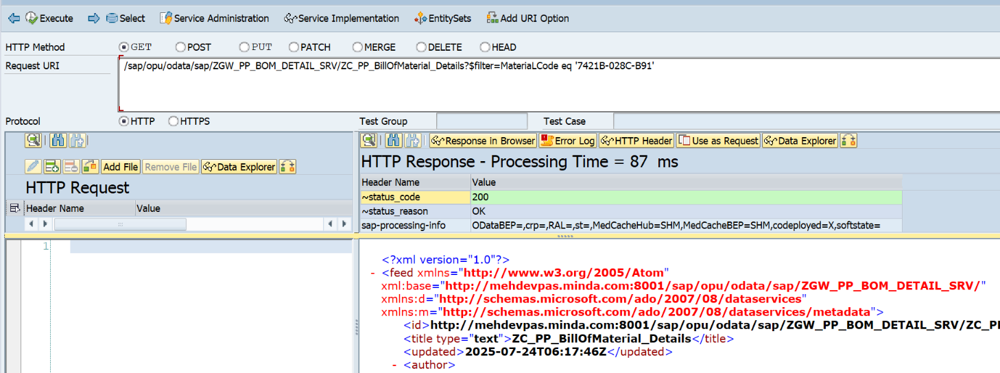 Execute Select Service Administration Service Implementation EntitySets Add URI Option
HTTP Method GET POST PUT PATCH MERGE DELETE HEAD
Request URI /sap/opu/odata/sap/ZGW_PP_BOM_DETAIL_SRV/ZC_PP_BillOfMaterial_Details?$filter=MateriaLCode eq '7421B-028C-B91'
Protocol HTTP HTTPS Test Group Test Case
Response in Browser Error Log HTTP Header Use as Request Data Explorer
Add File Remove File Data Explorer
HTTP Response - Processing Time = 87 ms
HTTP Request
Header Name Value
Header Name Value
~status_code 200
~status_reason OK
sap-processing-info ODataBEP=,crp=,RAL=,st=,MedCacheHub=SHM,MedCacheBEP=SHM,codeployed=X,softstate=
1
<?xml version="1.0"?>
- <feed xmlns="http://www.w3.org/2005/Atom"
xml:base="http://mehdevpas.minda.com:8001/sap/opu/odata/sap/ZGW_PP_BOM_DETAIL_SRV/"
xmlns:d="http://schemas.microsoft.com/ado/2007/08/dataservices"
xmlns:m="http://schemas.microsoft.com/ado/2007/08/dataservices/metadata">
<id>http://mehdevpas.minda.com:8001/sap/opu/odata/sap/ZGW_PP_BOM_DETAIL_SRV/ZC_P
<title type="text">ZC_PP_BillOfMaterial_Details</title>
<updated>2025-07-24T06:17:46Z</updated>
- <author>